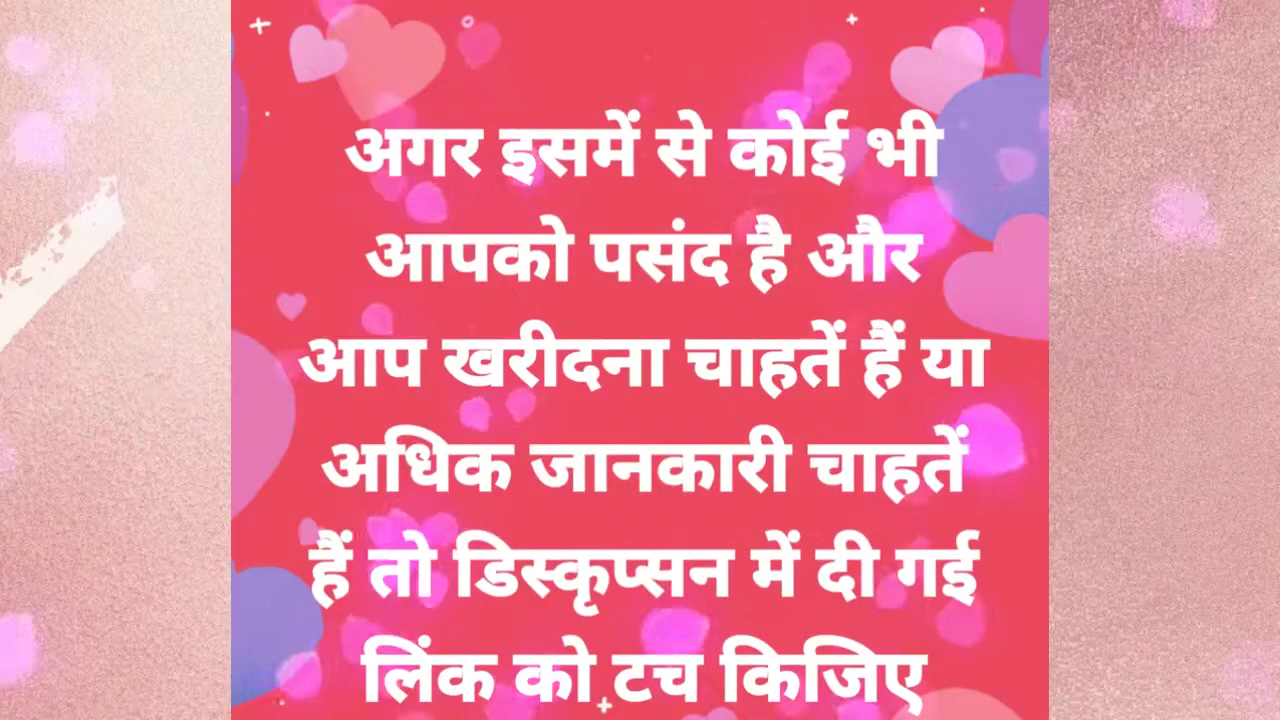 अगर इसमें से कोई भी
आपको पसंद है और
आप खरीदना चाहतें हैं या
अधिक जानकारी चाहतें
हैं तो डिस्कृप्सन में दी गई
लिंक को टच किजिए